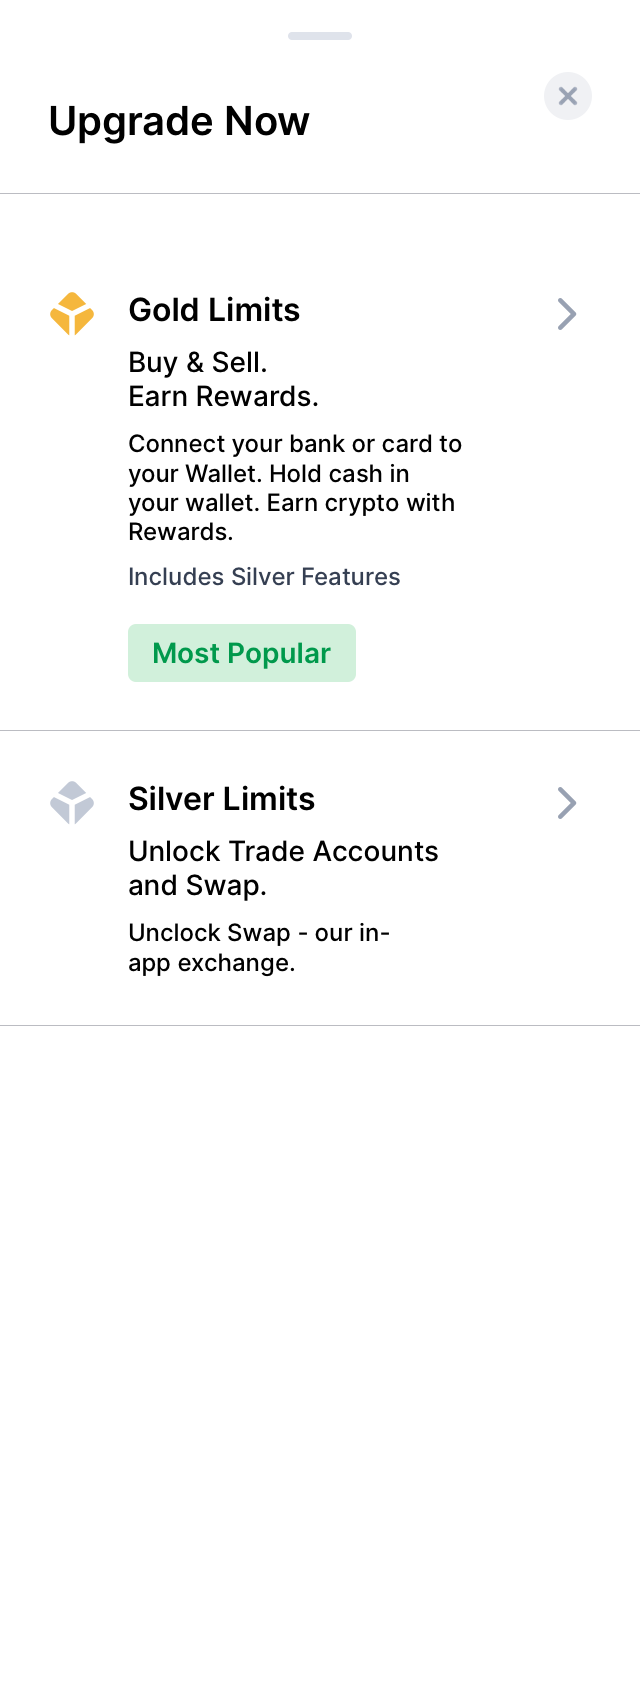 Upgrade Now
Gold Limits
Buy & Sell.
Earn Rewards.
Connect your bank or card to
your Wallet. Hold cash in
your wallet. Earn crypto with
Rewards.
Includes Silver Features
Most Popular
Silver Limits
Unlock Trade Accounts
and Swap.
Unclock Swap - our in-
app exchange.